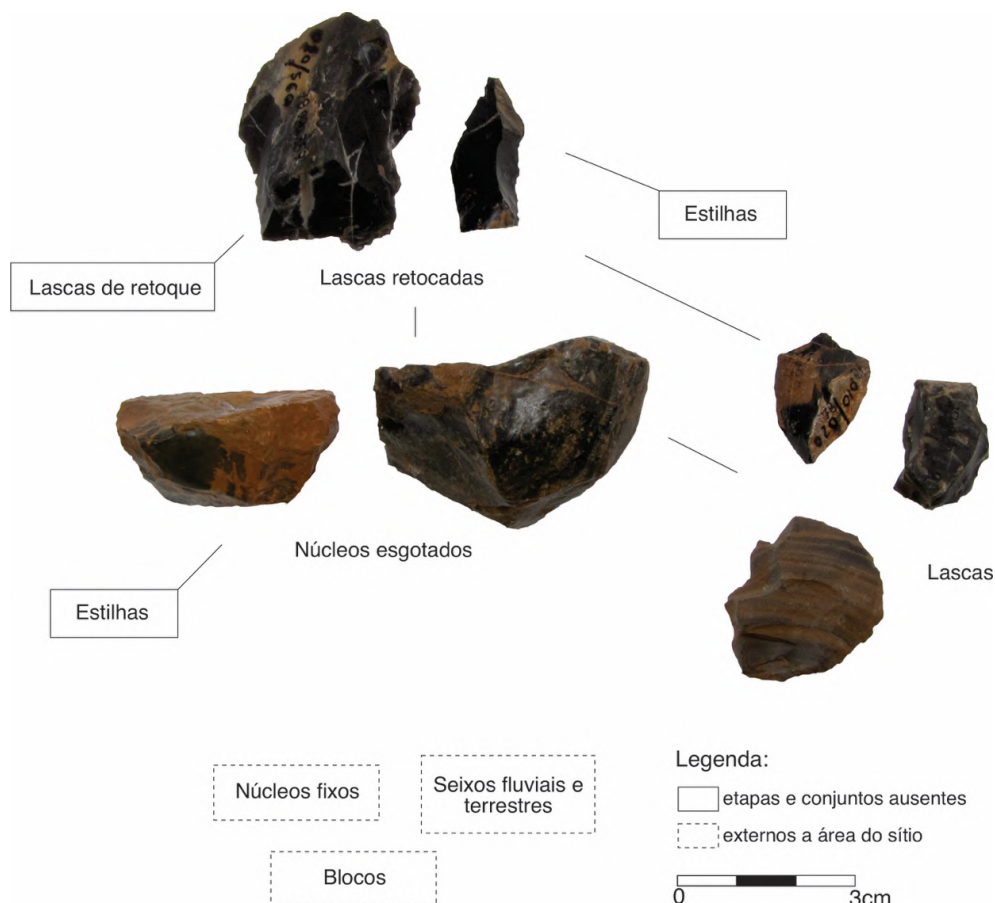 Estilhas
Lascas de retoque
Lascas retocadas
Núcleos esgotados
Estilhas
Lascas
Núcleos fixos
Seixos fluviais e
terrestres
Blocos
Legenda:
etapas e conjuntos ausentes
externos a área do sítio
0 3cm